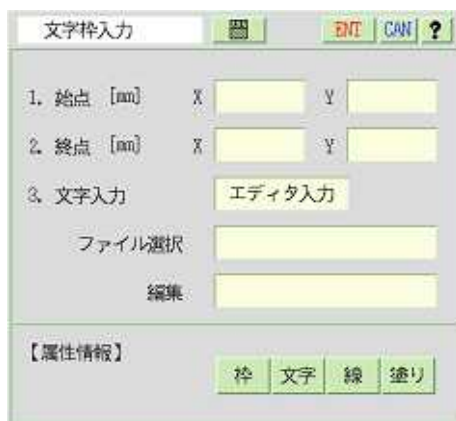 文字枠入力 ENT CAN ?
1. 始点 [mm] X Y
2. 終点 [mm] X Y
3. 文字入力 エディタ入力
ファイル選択
編集
【属性情報】
枠 文字 線 塗り